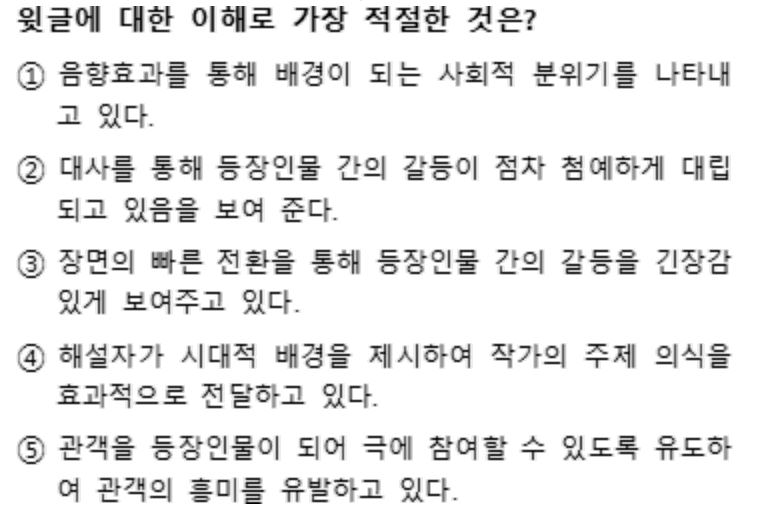 윗글에 대한 이해로 가장 적절한 것은?
① 음향효과를 통해 배경이 되는 사회적 분위기를 나타내
고 있다.
② 대사를 통해 등장인물 간의 갈등이 점차 첨예하게 대립
되고 있음을 보여 준다.
③ 장면의 빠른 전환을 통해 등장인물 간의 갈등을 긴장감
있게 보여주고 있다.
④ 해설자가 시대적 배경을 제시하여 작가의 주제 의식을
효과적으로 전달하고 있다.
⑤ 관객을 등장인물이 되어 극에 참여할 수 있도록 유도하
여 관객의 흥미를 유발하고 있다.